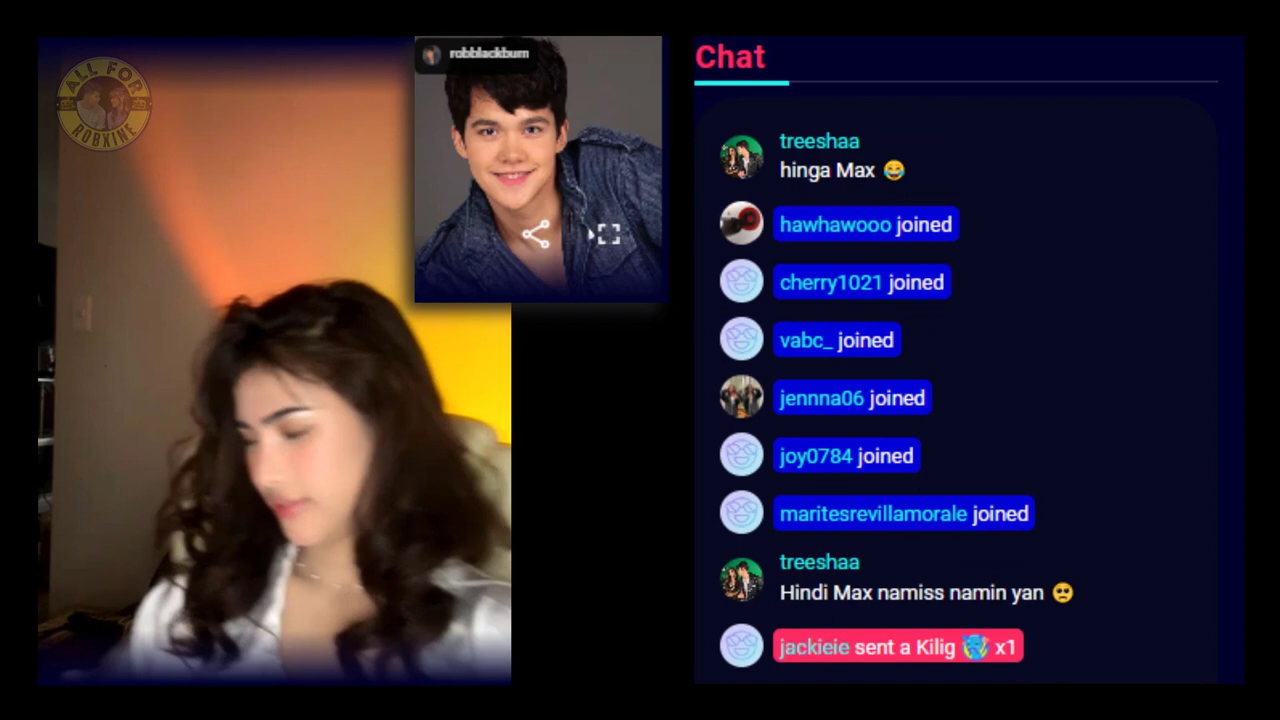 ALL FOR
ROBXINE
robblackburn
Chat
treeshaa
hinga Max 😂
hawhawooo joined
cherry1021 joined
vabc_ joined
jennna06 joined
joy0784 joined
maritesrevillamorale joined
treeshaa
Hindi Max namiss namin yan 🥺
jackieie sent a Kilig x1